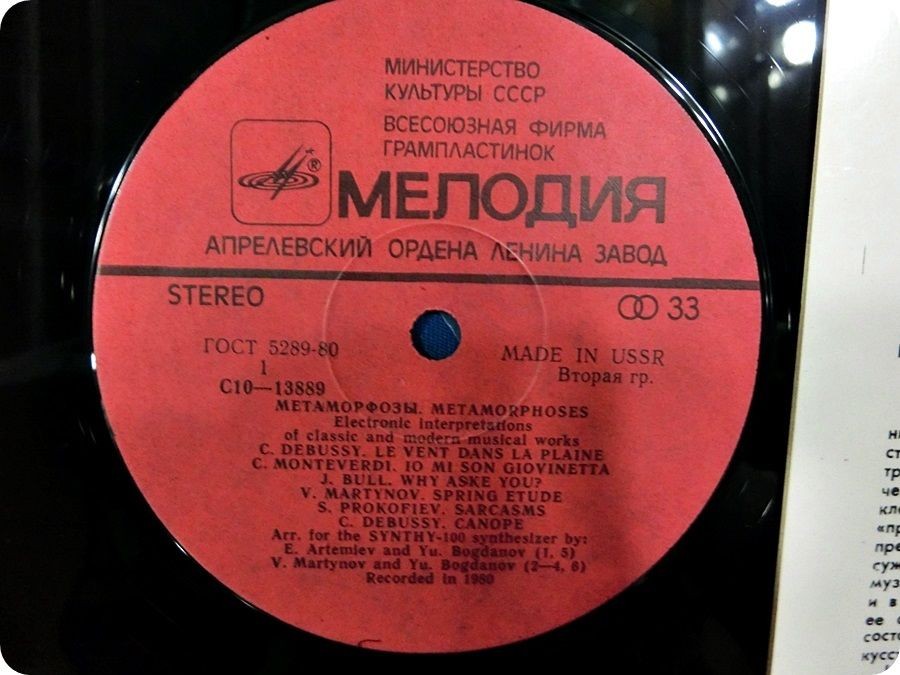 МИНИСТЕРСТВО
КУЛЬТУРЫ СССР
ВСЕСОЮЗНАЯ ФИРМА
ГРАМПЛАСТИНОК
®
МЕЛОДИЯ
АПРЕЛЕВСКИЙ ОРДЕНА ЛЕНИНА ЗАВОД
STEREO
33
ГОСТ 5289-80
MADE IN USSR
1
Вторая гр.
С10—13889
МЕТАМОРФОЗЫ. METAMORPHOSES
Electronic interpretations
of classic and modern musical works
C. DEBUSSY. LE VENT DANS LA PLAINE
C. MONTEVERDI. IO MI SON GIOVINETTA
J. BULL. WHY ASKE YOU?
V. MARTYNOV. SPRING ETUDE
S. PROKOFIEV. SARCASMS
C. DEBUSSY. CANOPE
Arr. for the SYNTHY-100 synthesizer by:
E. Artemiev and Yu. Bogdanov (1, 5)
V. Martynov and Yu. Bogdanov (2—4, 6)
Recorded in 1980